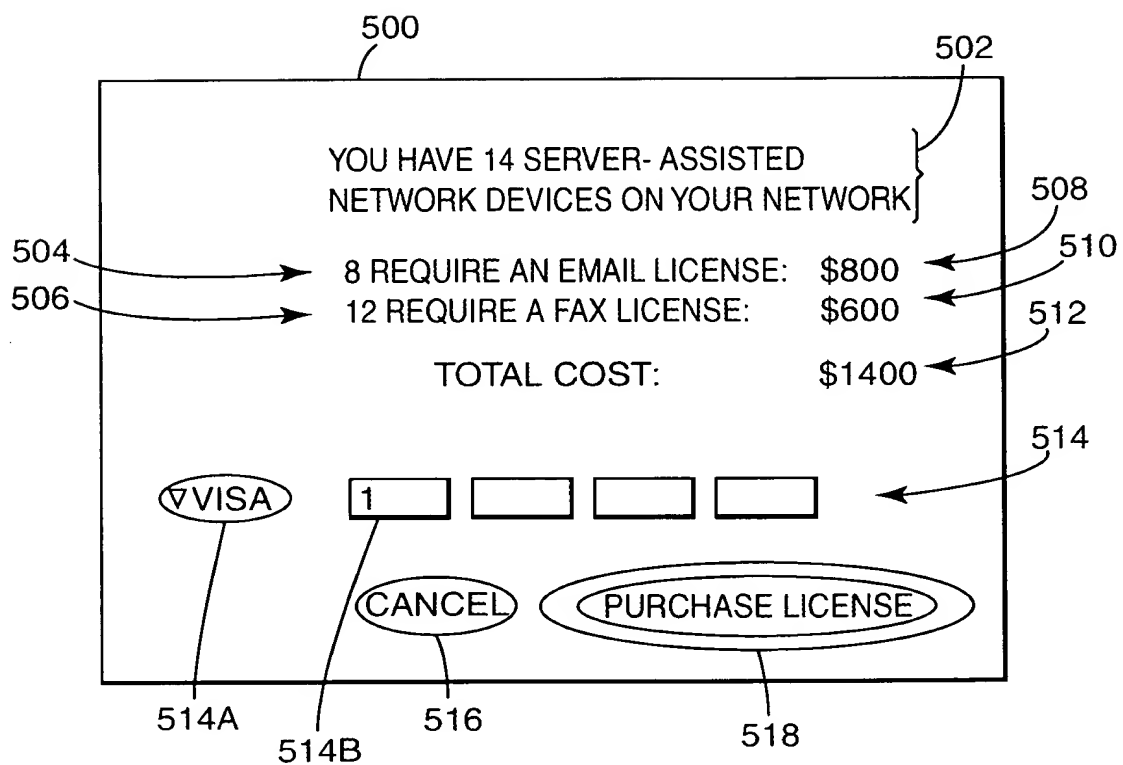 500
502
YOU HAVE 14 SERVER- ASSISTED
NETWORK DEVICES ON YOUR NETWORK
508
504
8 REQUIRE AN EMAIL LICENSE: $800
510
506
12 REQUIRE A FAX LICENSE: $600
512
TOTAL COST: $1400
514
▽ VISA 1
CANCEL PURCHASE LICENSE
514A
514B
516
518